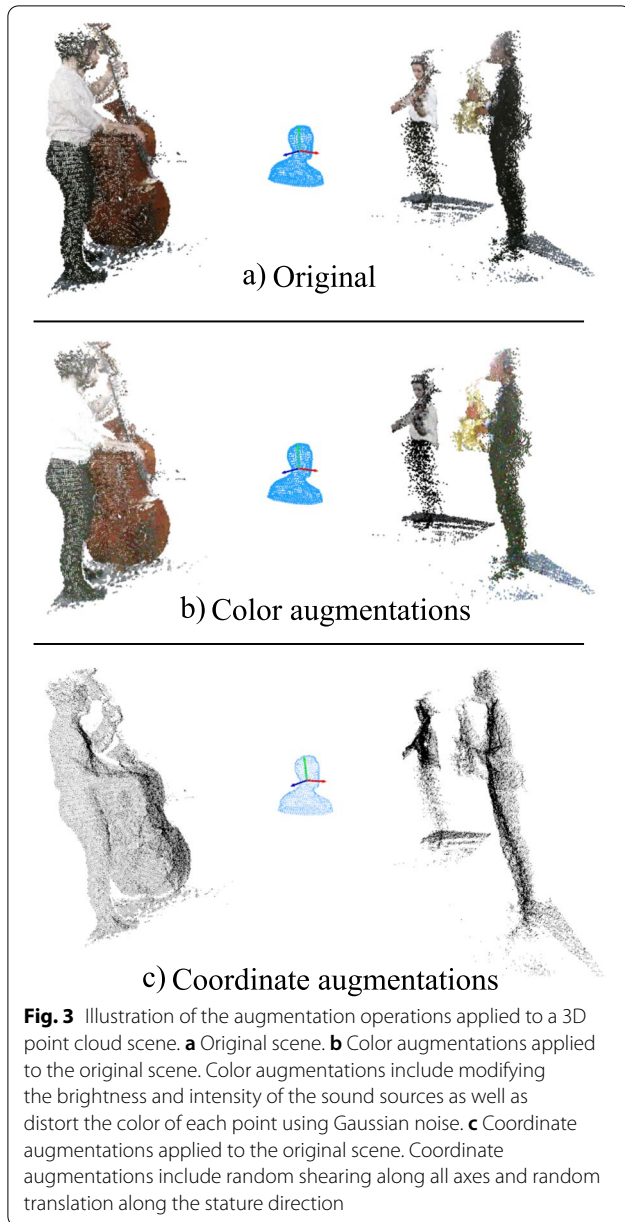 a) Original
b) Color augmentations
c) Coordinate augmentations
Fig. 3 Illustration of the augmentation operations applied to a 3D
point cloud scene. a Original scene. b Color augmentations applied
to the original scene. Color augmentations include modifying
the brightness and intensity of the sound sources as well as
distort the color of each point using Gaussian noise. c Coordinate
augmentations applied to the original scene. Coordinate
augmentations include random shearing along all axes and random
translation along the stature direction